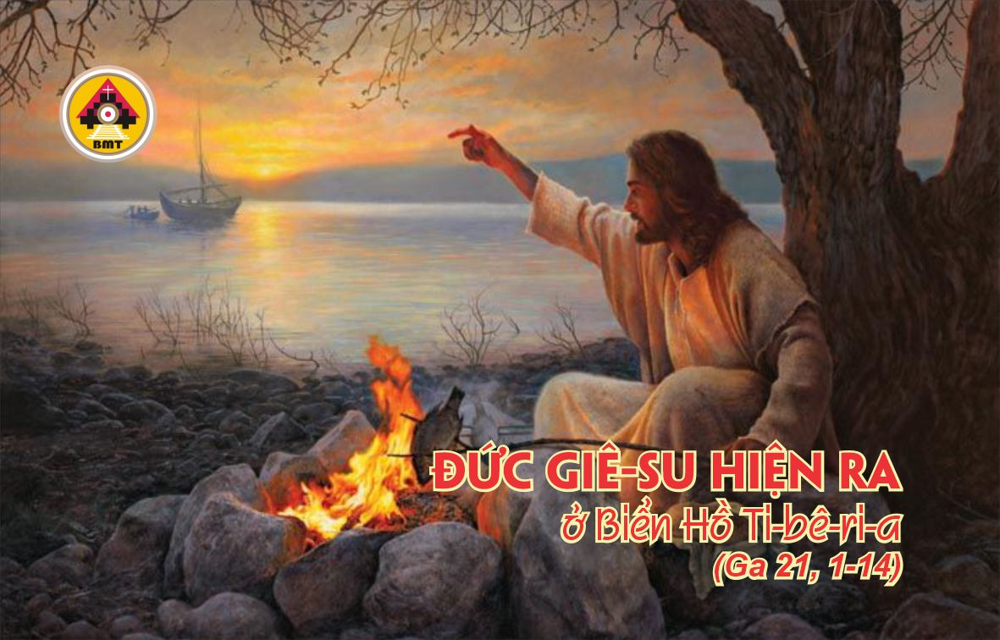 BMT
ĐỨC GIÊ-SU HIỆN RA
ở Biển Hồ Ti-bê-ri-a
(Ga 21, 1-14)